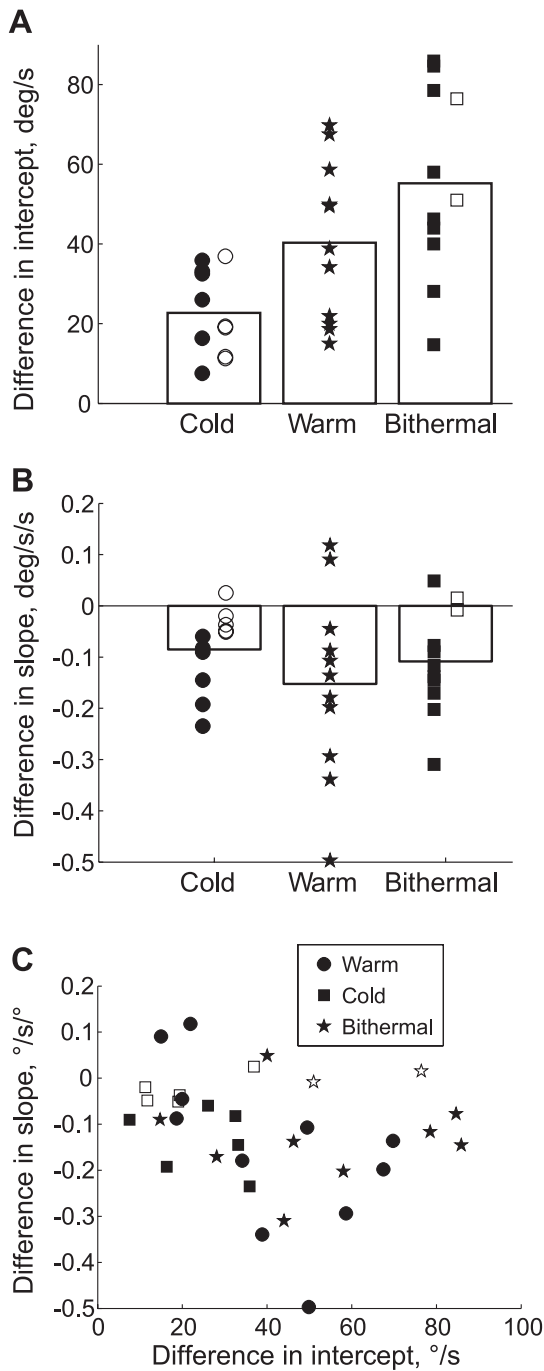 A
Difference in intercept, deg/s
80
60
40
20
0
Cold Warm Bithermal
B
Difference in slope, deg/s/s
0.2
0.1
0
-0.1
-0.2
-0.3
-0.4
-0.5
Cold Warm Bithermal
C
Warm
Cold
Bithermal
Difference in slope, °/s/°
0.2
0.1
0
-0.1
-0.2
-0.3
-0.4
-0.5
0 20 40 60 80 100
Difference in intercept, °/s